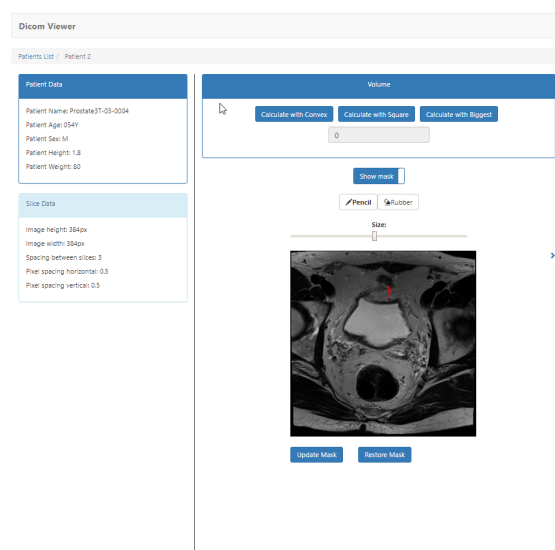 Dicom Viewer
Patients List / Patient 2
Patient Data
Patient Name: Prostate3T-03-0004
Patient Age: 054Y
Patient Sex: M
Patient Height: 1.8
Patient Weight: 80
Slice Data
Image height: 384px
Image width: 384px
Spacing between slices: 3
Pixel spacing horizontal: 0.5
Pixel spacing vertical: 0.5
Volume
Calculate with Convex Calculate with Square Calculate with Biggest
0
Show mask
Pencil Rubber
Size:
Update Mask Restore Mask